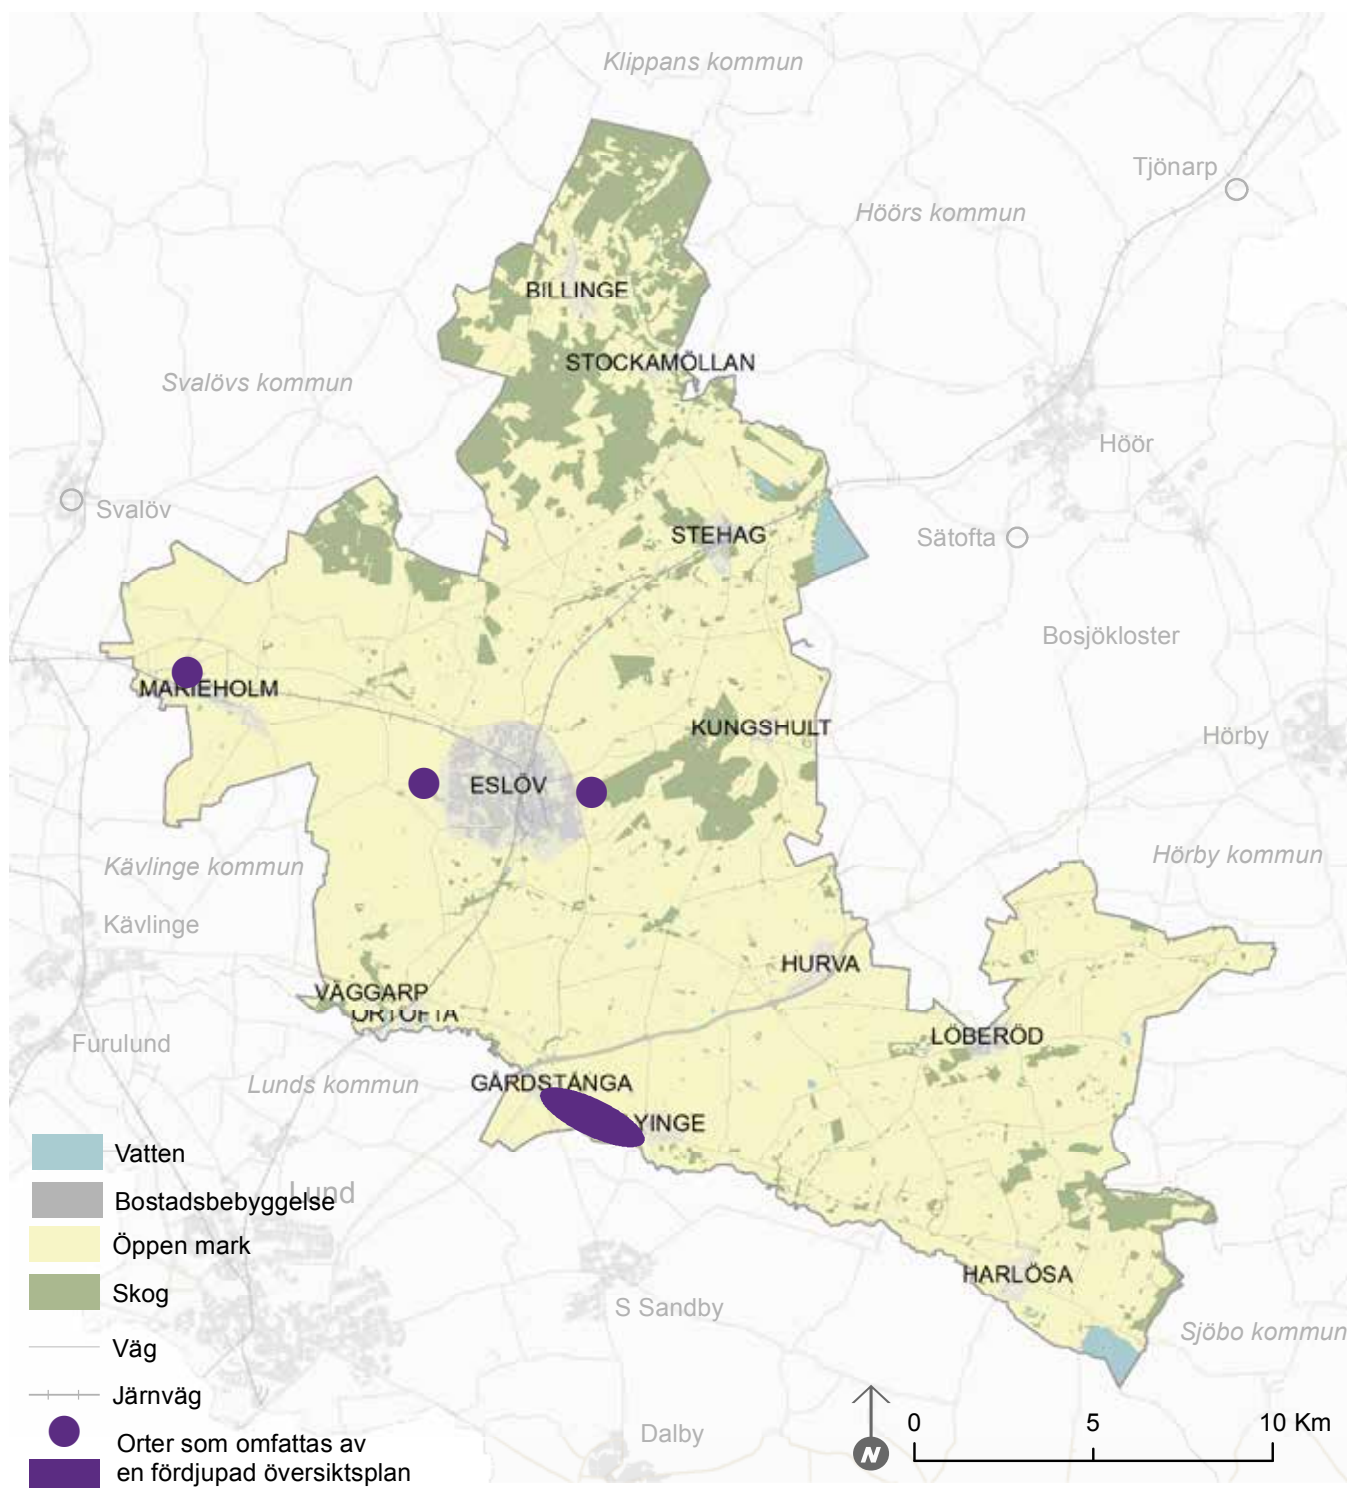 Klippans kommun
Tjönarp
Höörs kommun
BILLINGE
STOCKAMÖLLAN
Svalövs kommun
Höör
Svalöv
STEHAG
Sätofta
Bosjökloster
MARIEHOLM
KUNGSHULT
Hörby
ESLÖV
Kävlinge kommun
Hörby kommun
Kävlinge
HURVA
VÄGGARP
ÖRTOFTA
LÖBERÖD
Furulund
Lunds kommun
GÅRDSTÅNGA
YINGE
Vatten
Lund
Bostadsbebyggelse
Öppen mark
HARLÖSA
Skog
S Sandby
Sjöbo kommun
Väg
Järnväg
0 5 10 Km
Dalby
N
Orter som omfattas av
en fördjupad översiktsplan